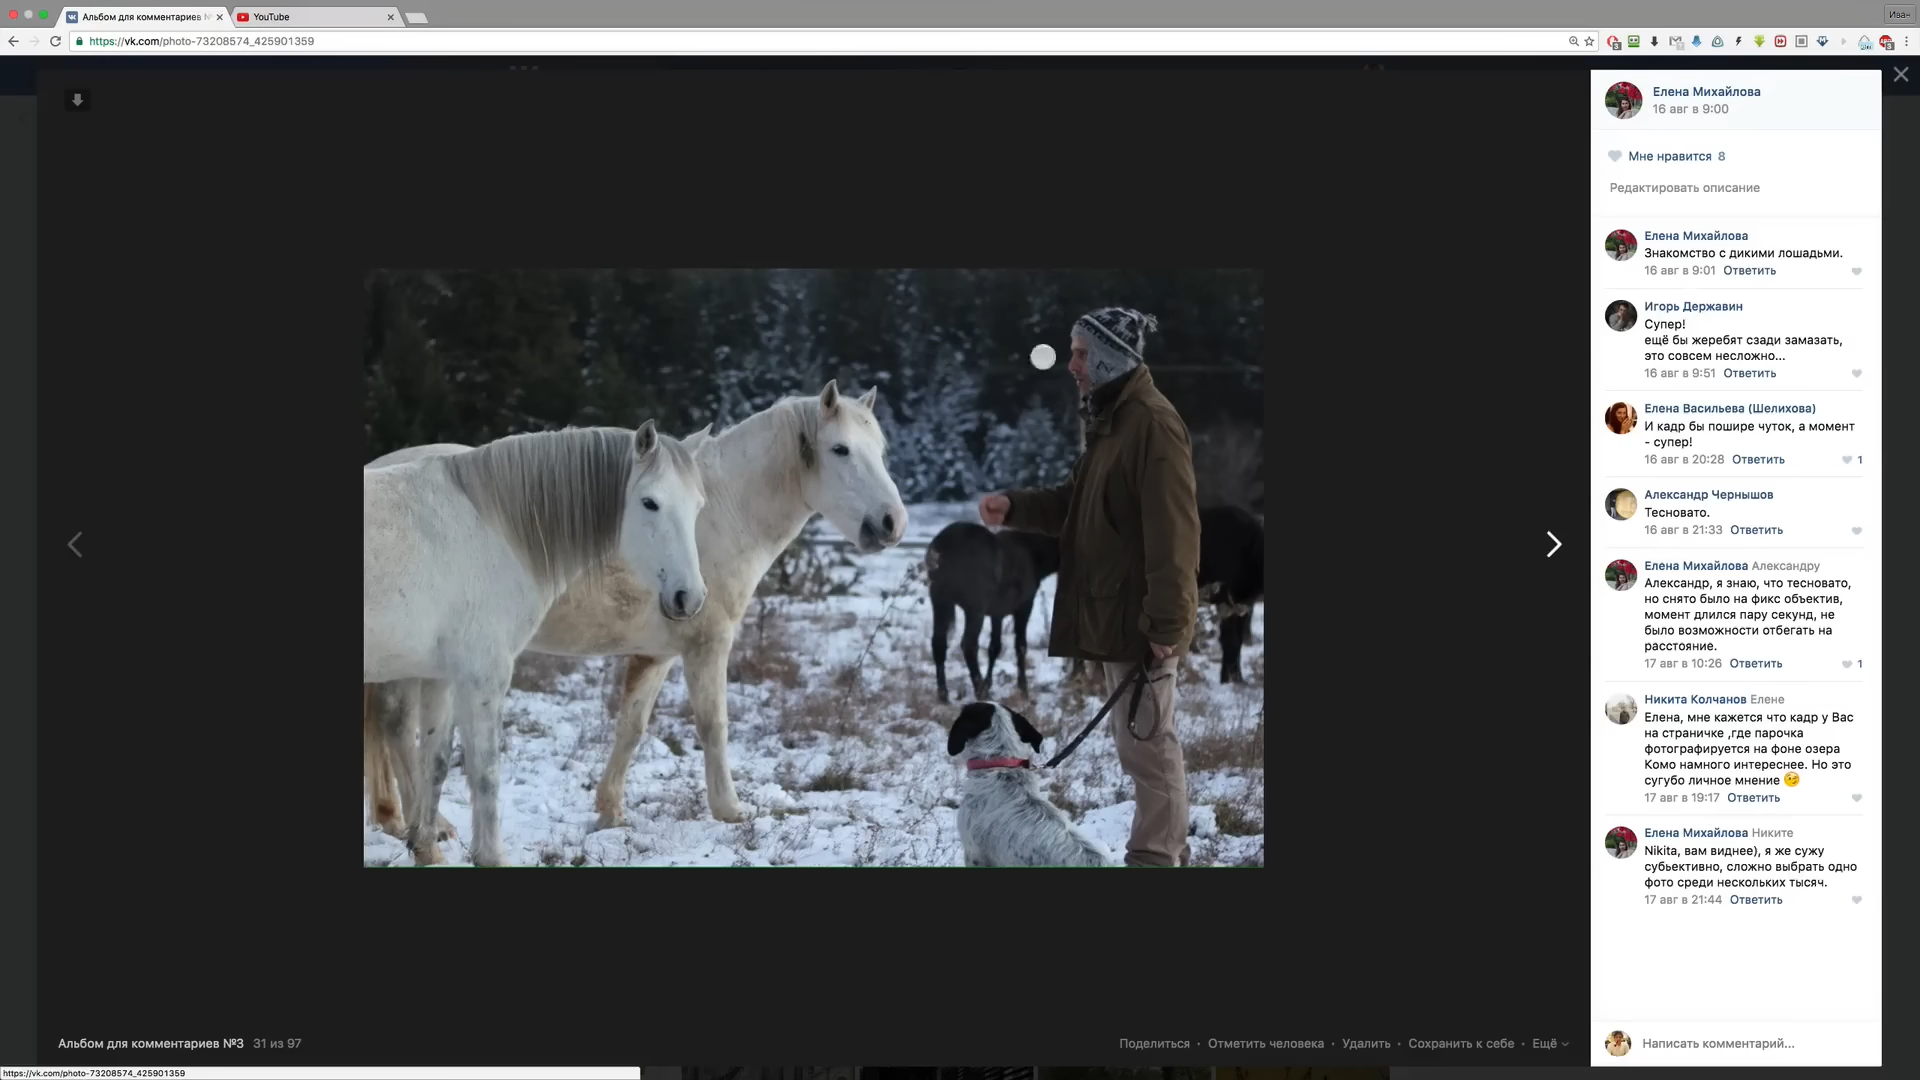 Альбом для комментариев №
YouTube
Иван
https://vk.com/photo-73208574_425901359
Елена Михайлова
16 авг в 9:00
Мне нравится 8
Редактировать описание
Елена Михайлова
Знакомство с дикими лошадьми.
16 авг в 9:01 Ответить
Игорь Державин
Супер!
ещё бы жеребят сзади замазать,
это совсем несложно...
16 авг в 9:51 Ответить
Елена Васильева (Шелихова)
И кадр бы пошире чуток, а момент
- супер!
16 авг в 20:28 Ответить 1
Александр Чернышов
Тесновато.
16 авг в 21:33 Ответить
Елена Михайлова Александру
Александр, я знаю, что тесновато,
но снято было на фикс объектив,
момент длился пару секунд, не
было возможности отбегать на
расстояние.
17 авг в 10:26 Ответить 1
Никита Колчанов Елене
Елена, мне кажется что кадр у Вас
на страничке ,где парочка
фотографируется на фоне озера
Комо намного интереснее. Но это
сугубо личное мнение
17 авг в 19:17 Ответить
Елена Михайлова Никите
Nikita, вам виднее), я же сужу
субьективно, сложно выбрать одно
фото среди нескольких тысяч.
17 авг в 21:44 Ответить
Написать комментарий...
Альбом для комментариев №3 31 из 97
Поделиться · Отметить человека · Удалить · Сохранить к себе · Ещё
https://vk.com/photo-73208574_425901359